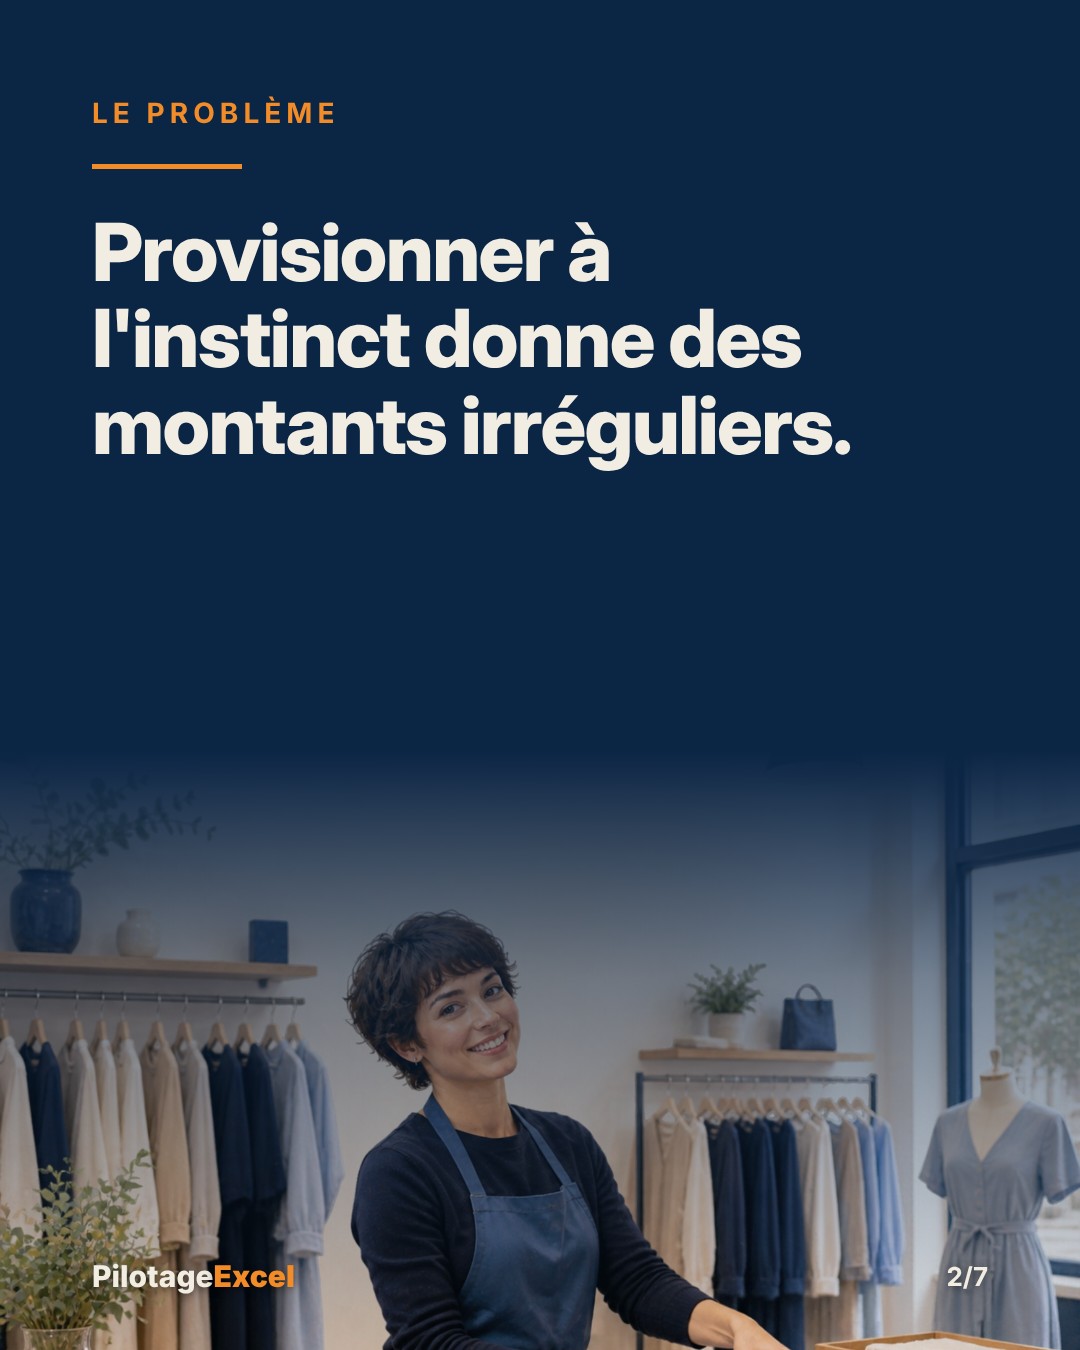 LE PROBLÈME
Provisionner à
l'instinct donne des
montants irréguliers.
PilotageExcel
2/7